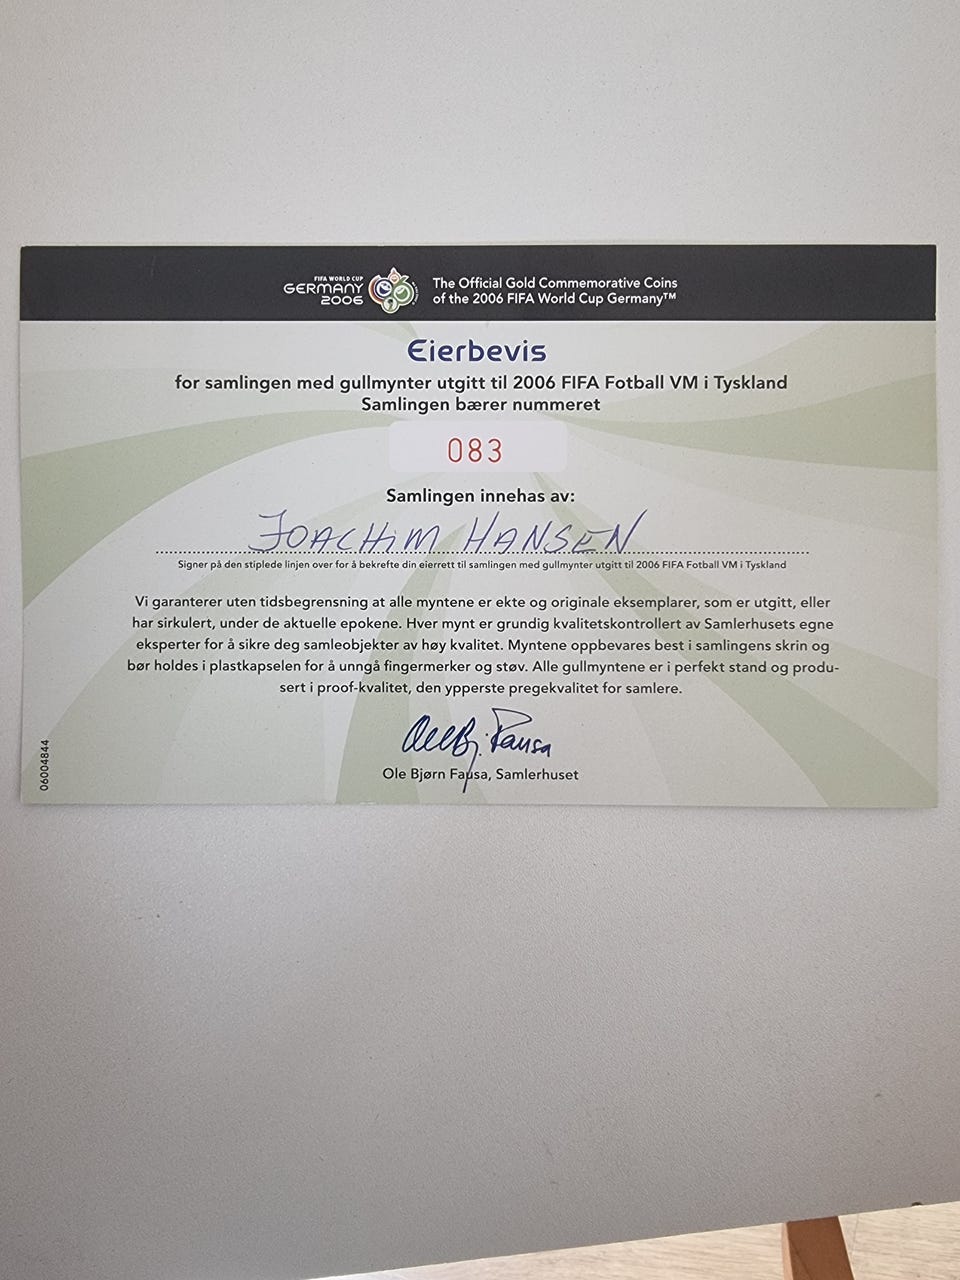 FIFA WORLD CUP
GERMANY
2006
The Official Gold Commemorative Coins
of the 2006 FIFA World Cup Germany™
Eierbevis
for samlingen med gullmynter utgitt til 2006 FIFA Fotball VM i Tyskland
Samlingen bærer nummeret
083
Samlingen innehas av:
JOACHIM HANSEN
Signer på den stiplede linjen over for å bekrefte din eierrett til samlingen med gullmynter utgitt til 2006 FIFA Fotball VM i Tyskland
Vi garanterer uten tidsbegrensning at alle myntene er ekte og originale eksemplarer, som er utgitt, eller
har sirkulert, under de aktuelle epokene. Hver mynt er grundig kvalitetskontrollert av Samlerhusets egne
eksperter for å sikre deg samleobjekter av høy kvalitet. Myntene oppbevares best i samlingens skrin og
bør holdes i plastkapselen for å unngå fingermerker og støv. Alle gullmyntene er i perfekt stand og produ-
sert i proof-kvalitet, den ypperste pregekvalitet for samlere.
Ole Bj. Fausa
Ole Bjørn Fausa, Samlerhuset
06004844